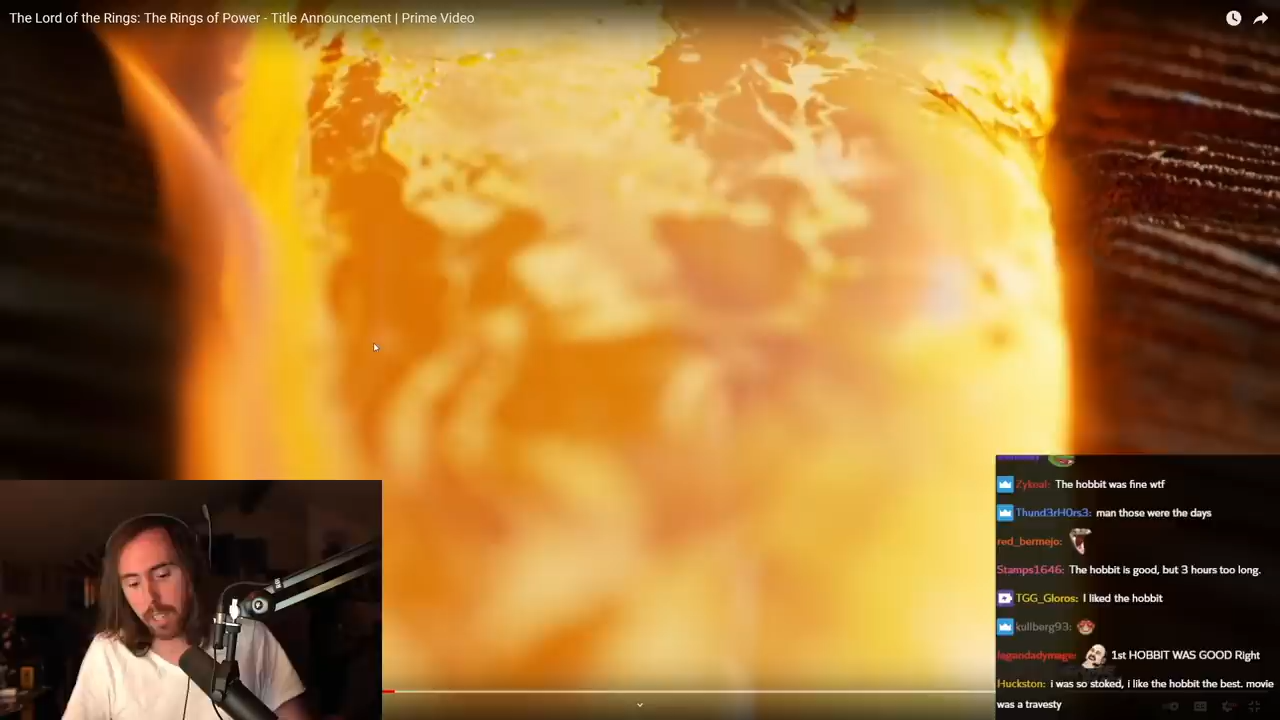 The Lord of the Rings: The Rings of Power - Title Announcement | Prime Video
Zykeal: The hobbit was fine wtf
Thund3rH0rs3: man those were the days
red_bermejo:
Stamps1646: The hobbit is good, but 3 hours too long.
TGG_Gloros: I liked the hobbit
kullberg93:
legandadymage: 1st HOBBIT WAS GOOD Right
Huckston: i was so stoked, i like the hobbit the best. movie
was a travesty